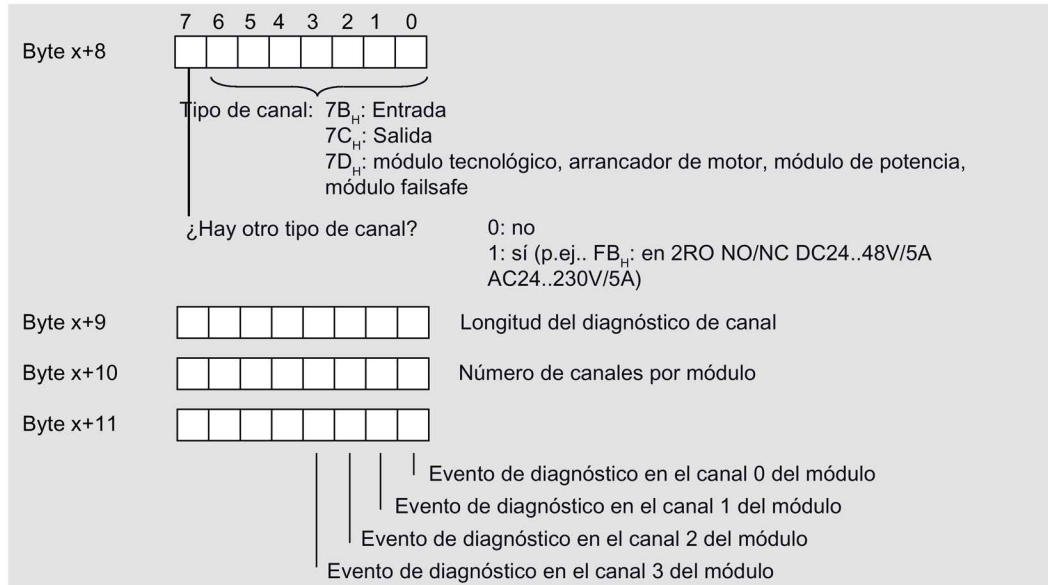 7 6 5 4 3 2 1 0
Byte x+8
Tipo de canal: 7BH: Entrada
7CH: Salida
7DH: módulo tecnológico, arrancador de motor, módulo de potencia,
módulo failsafe
¿Hay otro tipo de canal? 0: no
1: sí (p.ej.. FBH: en 2RO NO/NC DC24..48V/5A
AC24..230V/5A)
Byte x+9 Longitud del diagnóstico de canal
Byte x+10 Número de canales por módulo
Byte x+11
Evento de diagnóstico en el canal 0 del módulo
Evento de diagnóstico en el canal 1 del módulo
Evento de diagnóstico en el canal 2 del módulo
Evento de diagnóstico en el canal 3 del módulo